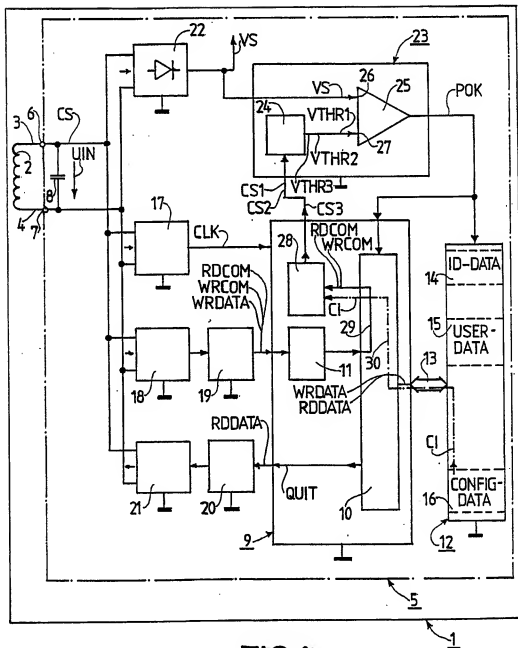 22
VS
23
3
6
CS
VS
26
25
POK
24
VTHR1
2
UIN
8
27
VTHR2
4
7
CS1
VTHR3
CS2
17
CLK
CS3
RDCOM
WRCOM
28
ID-DATA
14
RDCOM
WRCOM
WRDATA
CI
29
15
USER-
DATA
30
11
13
18
19
WRDATA
RDDATA
RDDATA
CI
QUIT
CONFIG-
DATA
21
20
10
16
9
12
5
1